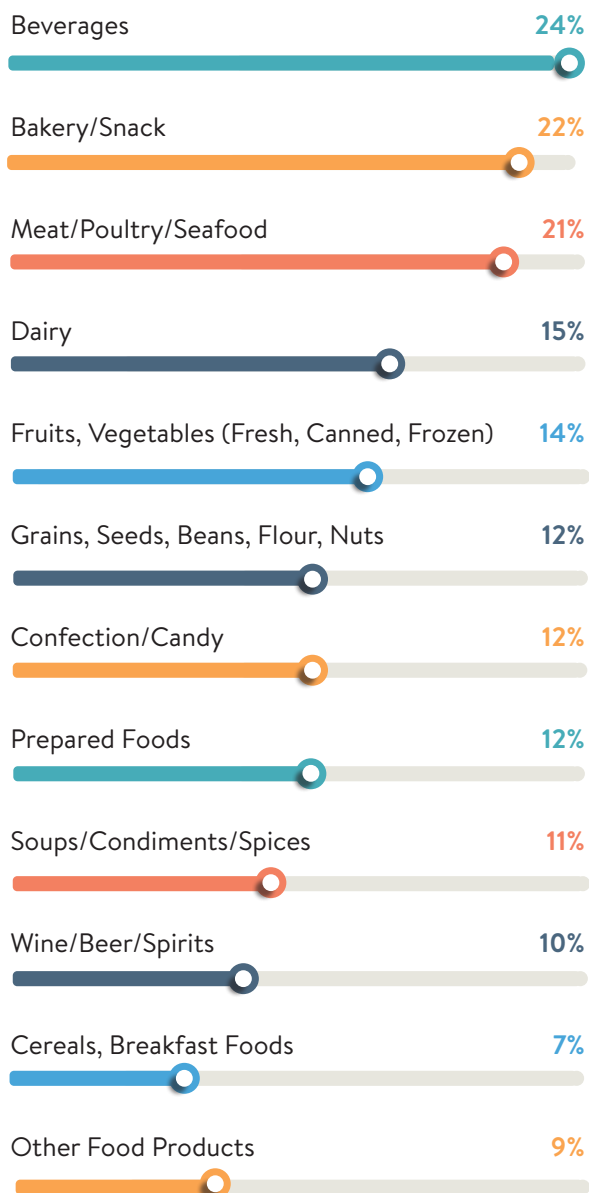 Beverages 24%
Bakery/Snack 22%
Meat/Poultry/Seafood 21%
Dairy 15%
Fruits, Vegetables (Fresh, Canned, Frozen) 14%
Grains, Seeds, Beans, Flour, Nuts 12%
Confection/Candy 12%
Prepared Foods 12%
Soups/Condiments/Spices 11%
Wine/Beer/Spirits 10%
Cereals, Breakfast Foods 7%
Other Food Products 9%